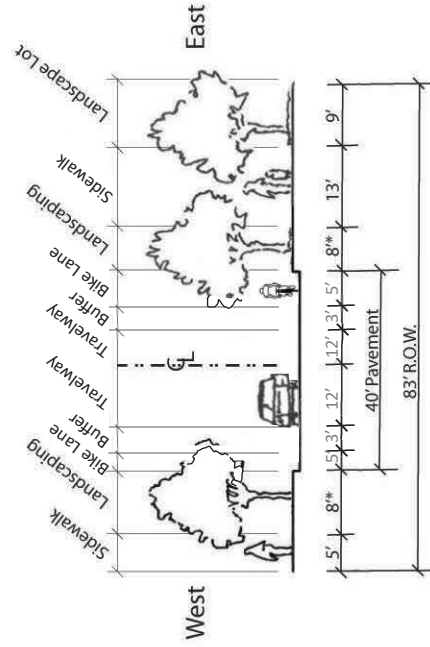 Sidewalk
Landscaping
Bike Lane
Buffer
Travelway
Travelway
Buffer
Bike Lane
Landscaping
Sidewalk
Landscape Lot
West
East
CL
5'
8'*
5'
3'
12'
12'
3'
5'
8'*
13'
9'
40' Pavement
83' R.O.W.